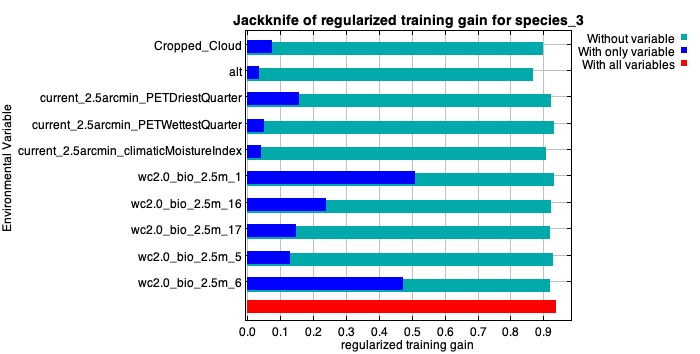 Jackknife of regularized training gain for species_3
Without variable
With only variable
With all variables
Environmental Variable
Cropped_Cloud
alt
current_2.5arcmin_PETDriestQuarter
current_2.5arcmin_PETWettestQuarter
current_2.5arcmin_climaticMoistureIndex
wc2.0_bio_2.5m_1
wc2.0_bio_2.5m_16
wc2.0_bio_2.5m_17
wc2.0_bio_2.5m_5
wc2.0_bio_2.5m_6
0.0 0.1 0.2 0.3 0.4 0.5 0.6 0.7 0.8 0.9
regularized training gain